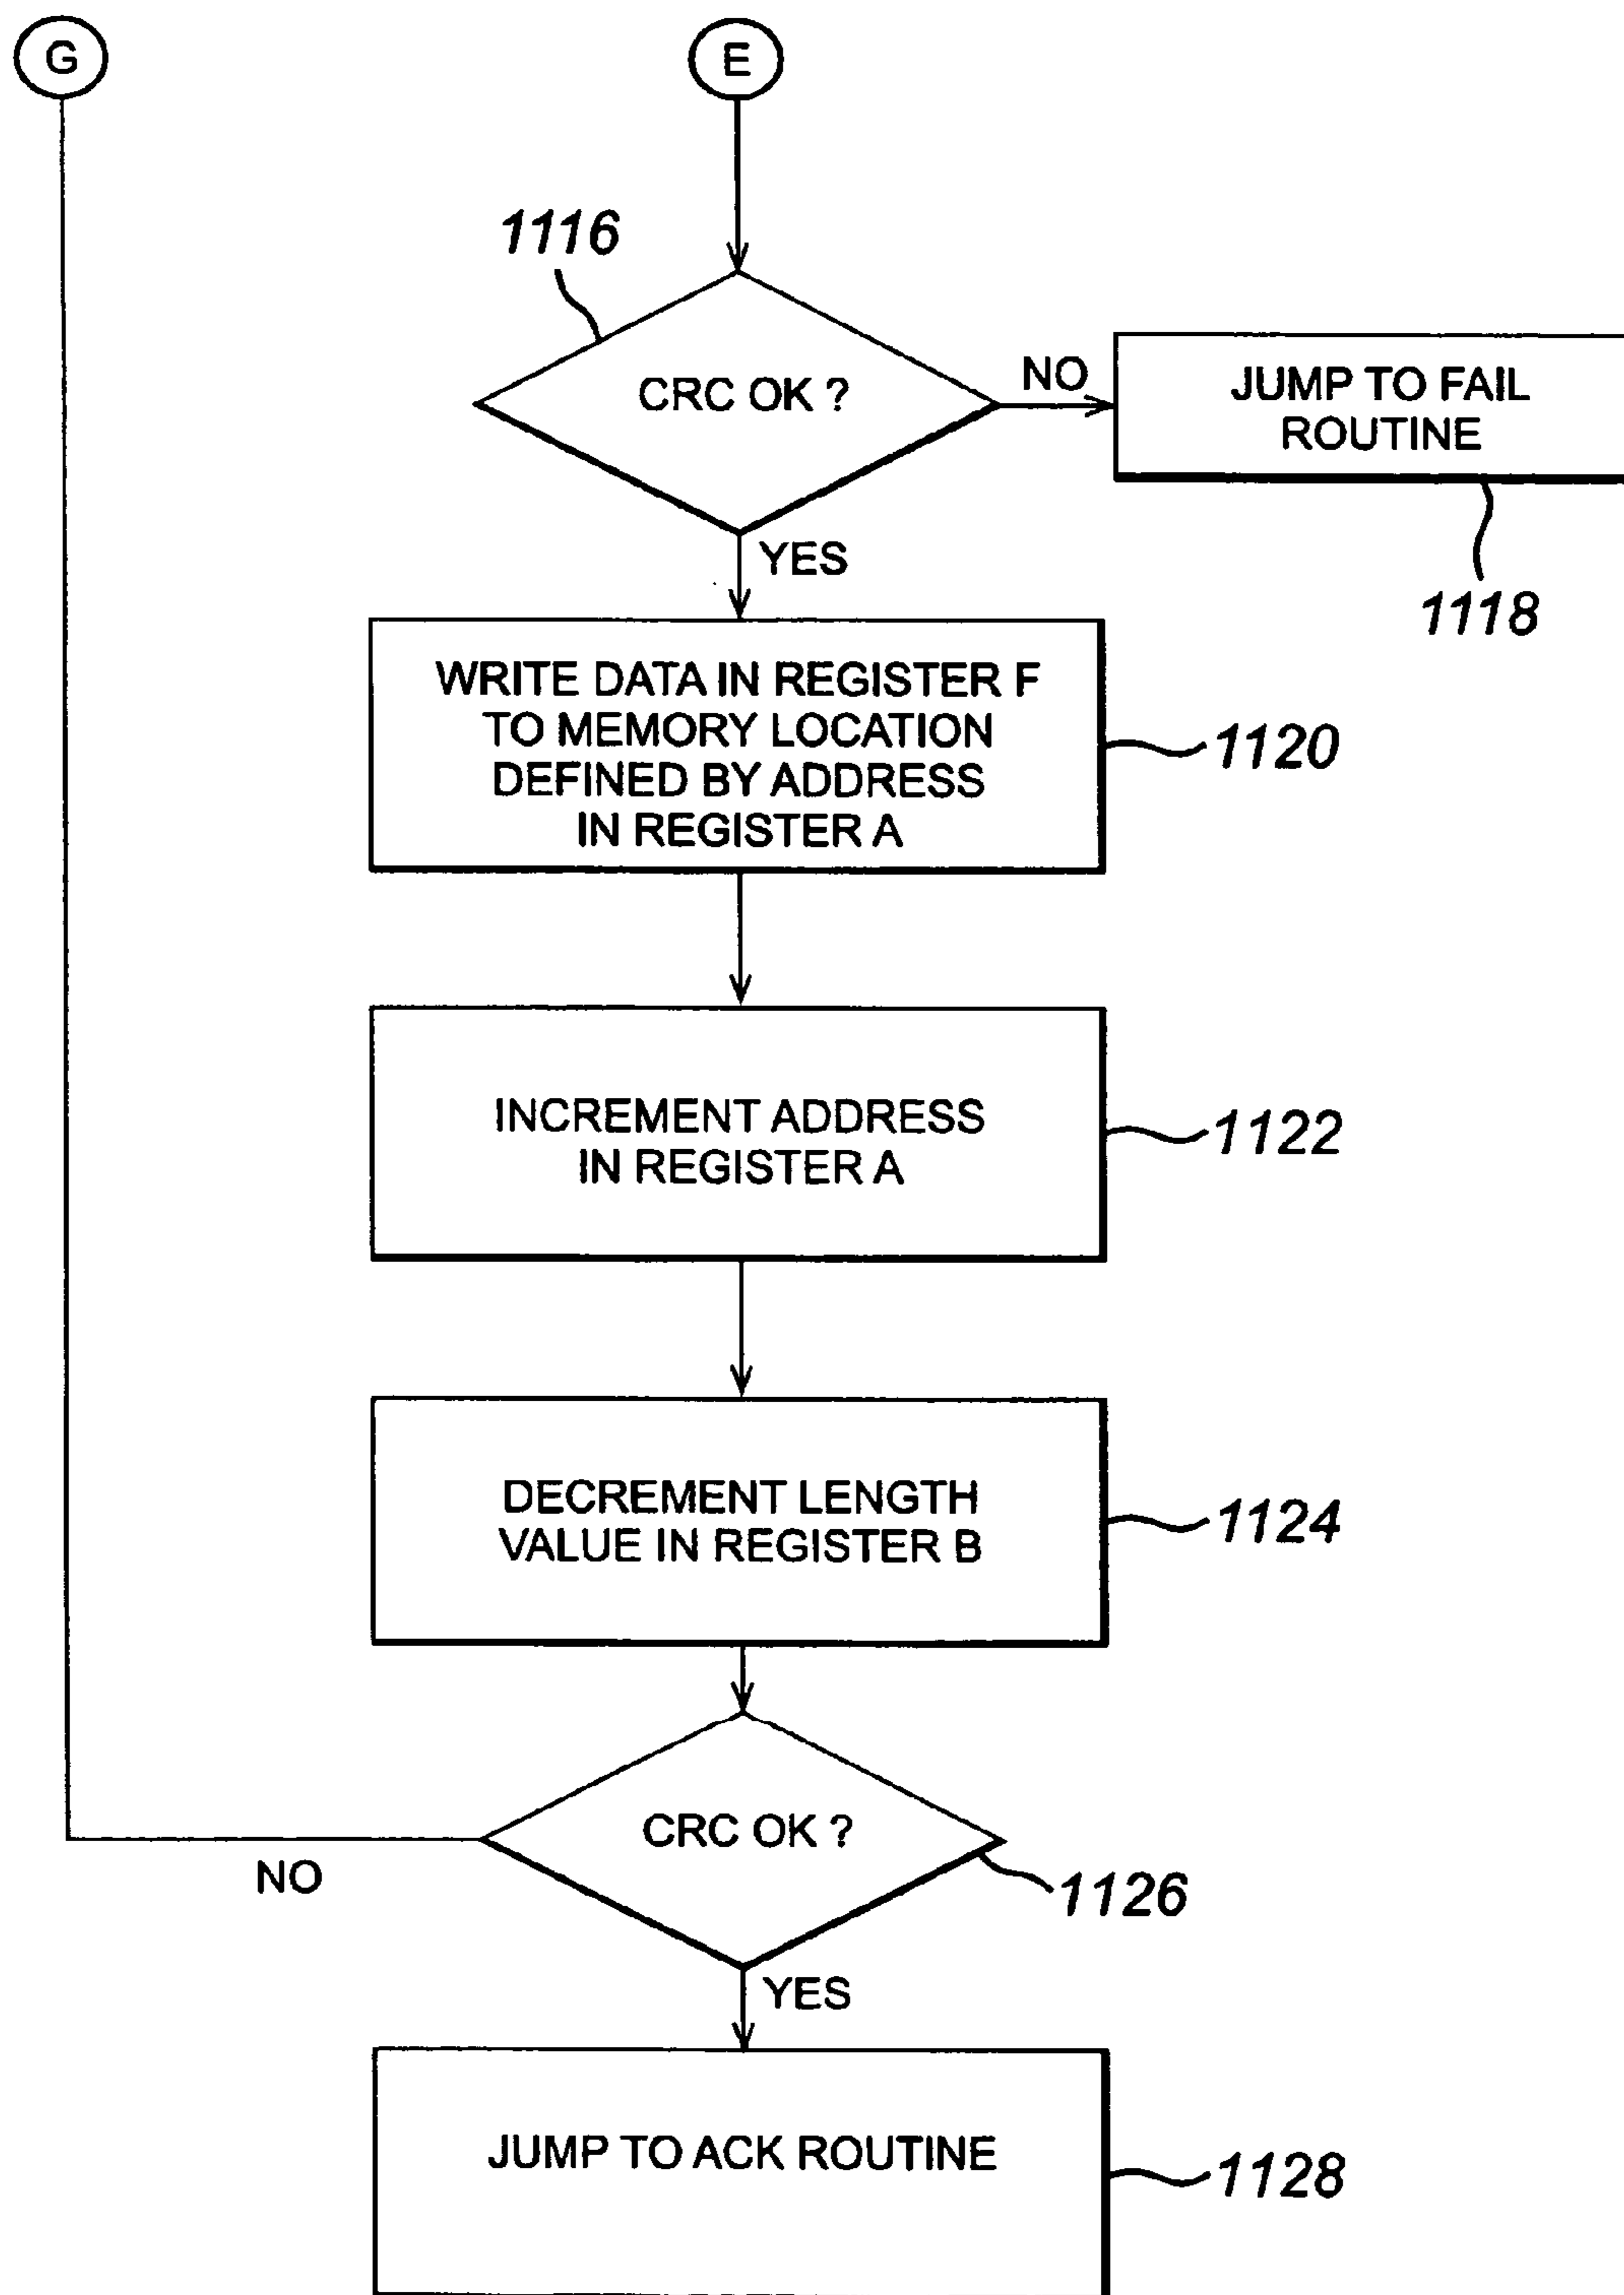 G
E
1116
CRC OK ?
NO
JUMP TO FAIL
ROUTINE
1118
YES
WRITE DATA IN REGISTER F
TO MEMORY LOCATION
DEFINED BY ADDRESS
IN REGISTER A
1120
INCREMENT ADDRESS
IN REGISTER A
1122
DECREMENT LENGTH
VALUE IN REGISTER B
1124
CRC OK ?
NO
1126
YES
JUMP TO ACK ROUTINE
1128